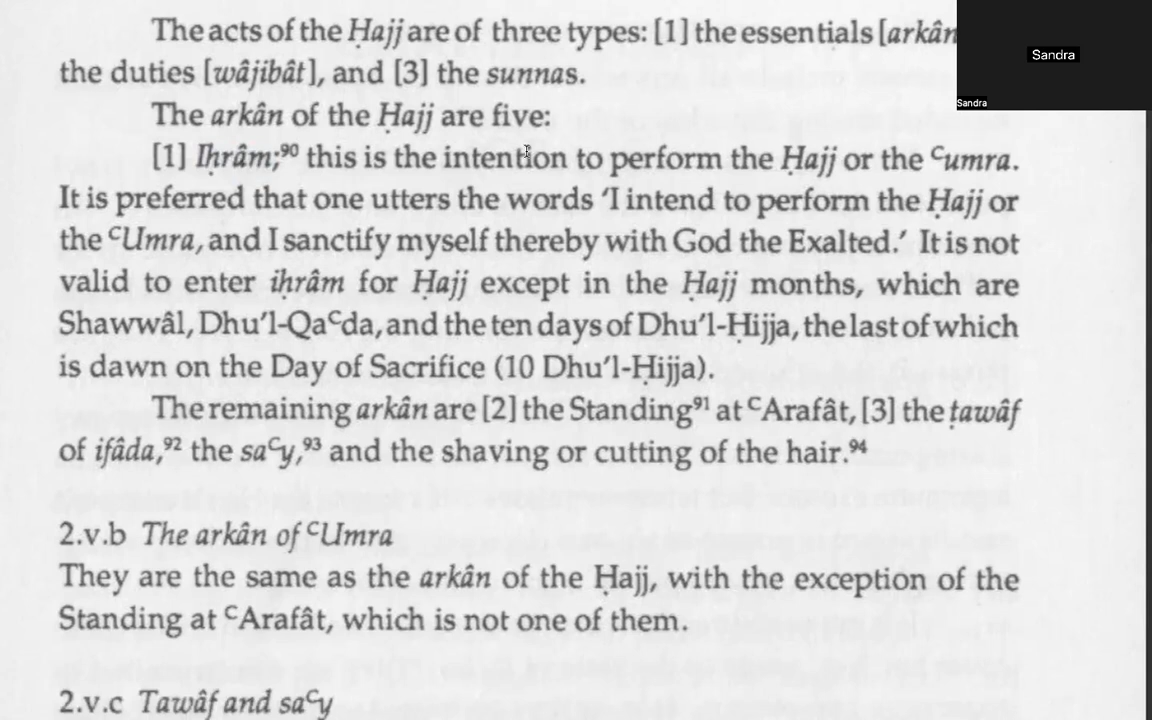 The acts of the Ḥajj are of three types: [1] the essentials [arkân
the duties [wâjibât], and [3] the sunnas.
The arkân of the Ḥajj are five:
[1] Ihrâm;⁹⁰ this is the intention to perform the Ḥajj or the ᶜumra.
It is preferred that one utters the words ‘I intend to perform the Ḥajj or
the ᶜUmra, and I sanctify myself thereby with God the Exalted.’ It is not
valid to enter ihrâm for Hajj except in the Ḥajj months, which are
Shawwâl, Dhu’l-Qaᶜda, and the ten days of Dhu’l-Ḥijja, the last of which
is dawn on the Day of Sacrifice (10 Dhu’l-Hijja).
The remaining arkân are [2] the Standing⁹¹ at ᶜArafât, [3] the ṭawâf
of ifâda,⁹² the saᶜy,⁹³ and the shaving or cutting of the hair.⁹⁴
2.v.b The arkân of ᶜUmra
They are the same as the arkân of the Hajj, with the exception of the
Standing at ᶜArafât, which is not one of them.
2.v.c Tawâf and saᶜy
Sandra
Sandra